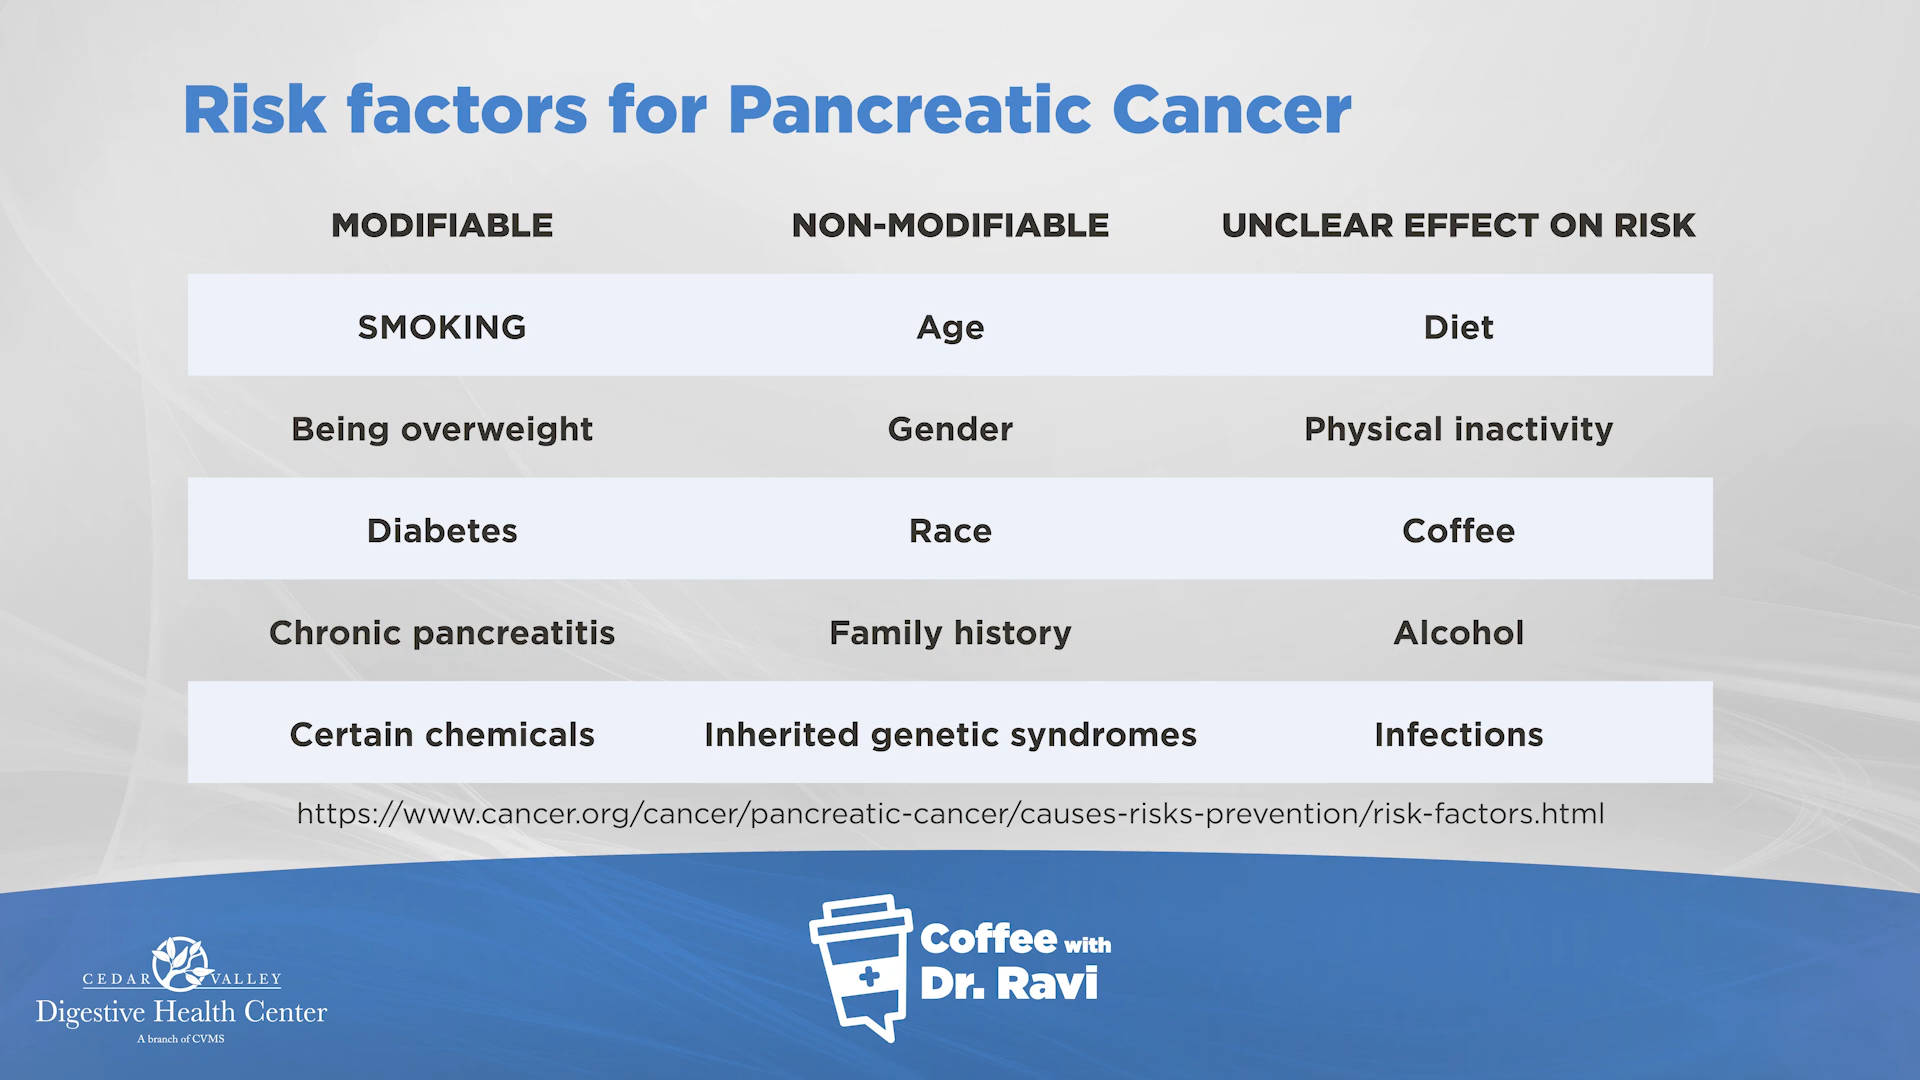 Risk factors for Pancreatic Cancer
MODIFIABLE NON-MODIFIABLE UNCLEAR EFFECT ON RISK
SMOKING Age Diet
Being overweight Gender Physical inactivity
Diabetes Race Coffee
Chronic pancreatitis Family history Alcohol
Certain chemicals Inherited genetic syndromes Infections
https://www.cancer.org/cancer/pancreatic-cancer/causes-risks-prevention/risk-factors.html
CEDAR VALLEY
Digestive Health Center
A branch of CVMS
Coffee with
Dr. Ravi